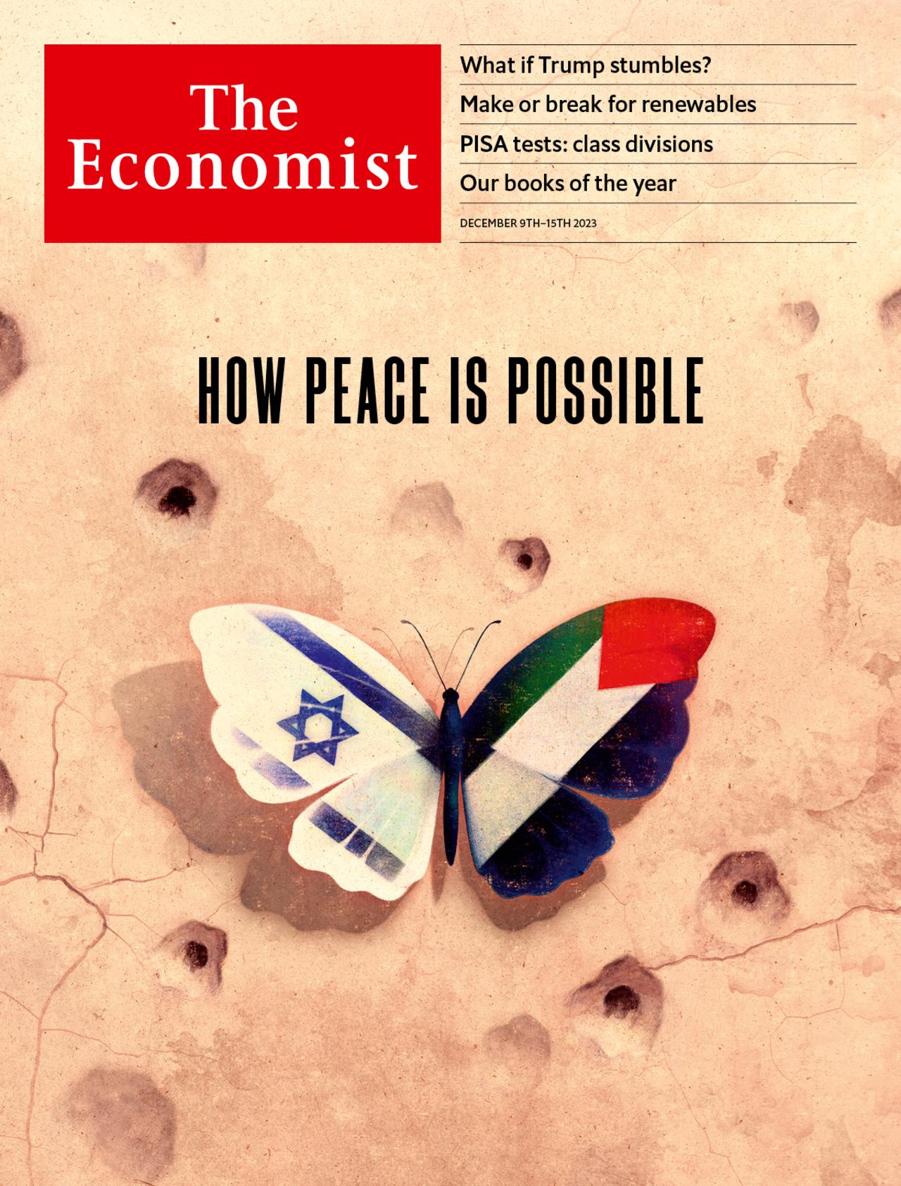 The
Economist
What if Trump stumbles?
Make or break for renewables
PISA tests: class divisions
Our books of the year
DECEMBER 9TH–15TH 2023
HOW PEACE IS POSSIBLE